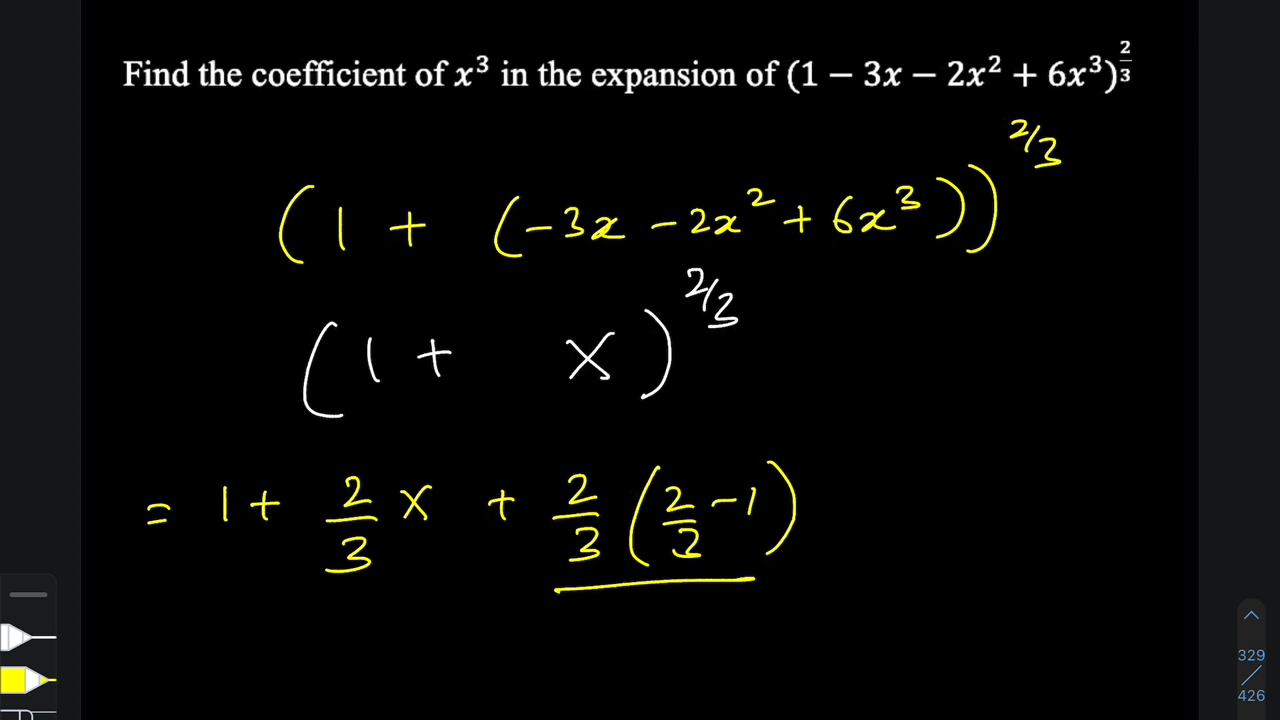 Find the coefficient of x³ in the expansion of (1 − 3x − 2x² + 6x³)^(2/3)
(1 + (−3x − 2x² + 6x³))^(2/3)
(1 + X)^(2/3)
= 1 + 2/3 X + 2/3 (2/3 − 1)
329
/
426